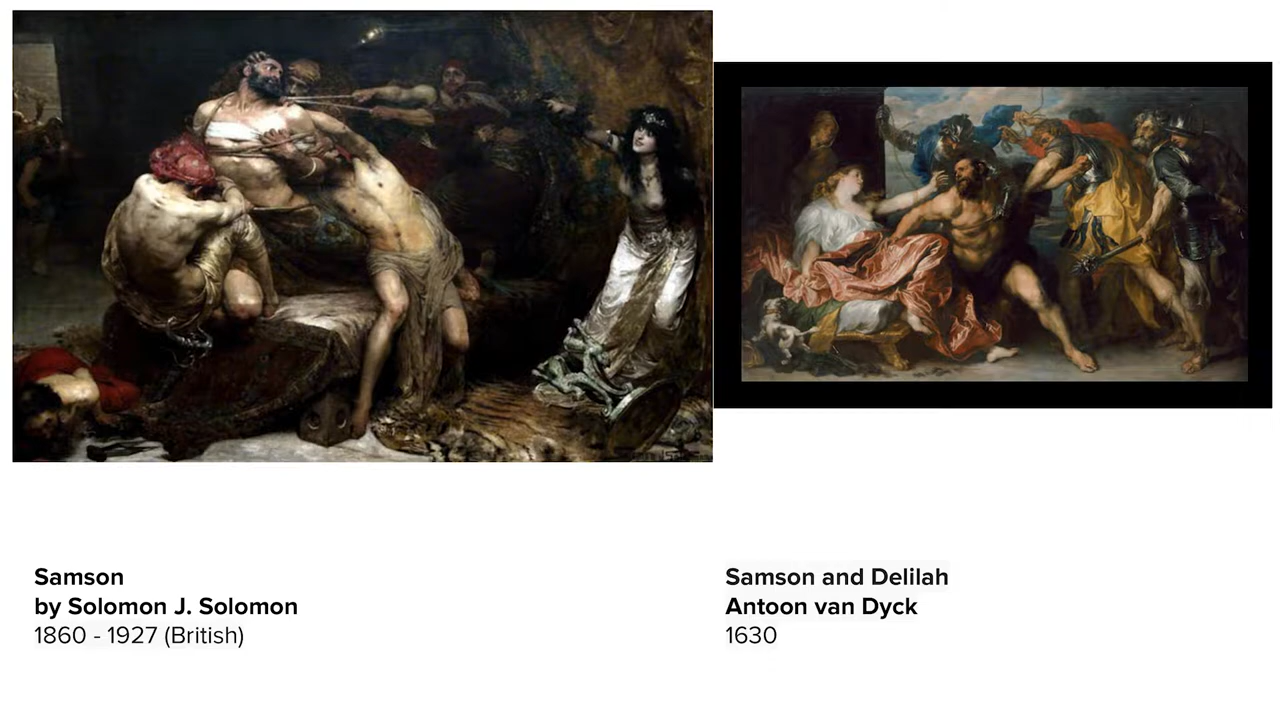 Samson
by Solomon J. Solomon
1860 - 1927 (British)
Samson and Delilah
Antoon van Dyck
1630